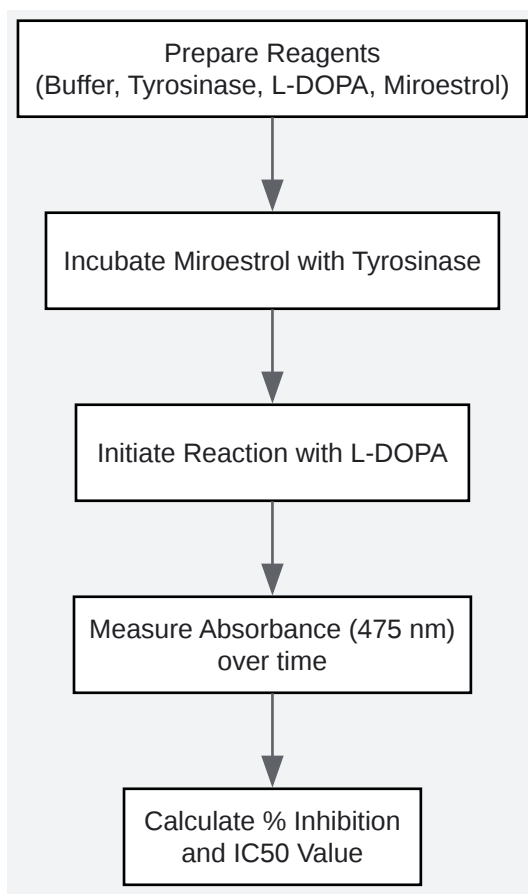 Prepare Reagents
(Buffer, Tyrosinase, L-DOPA, Miroestrol)
Incubate Miroestrol with Tyrosinase
Initiate Reaction with L-DOPA
Measure Absorbance (475 nm)
over time
Calculate % Inhibition
and IC50 Value